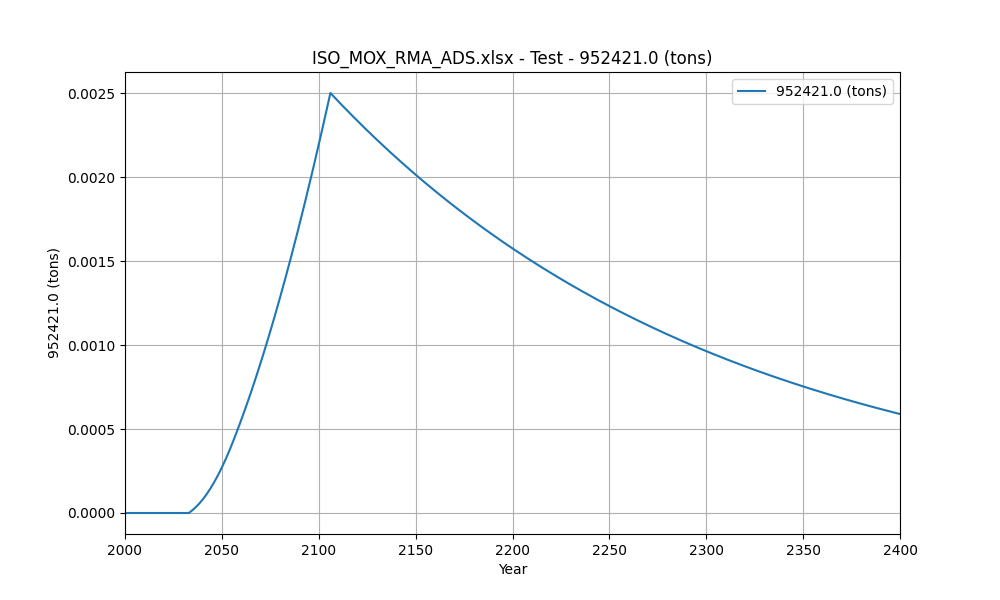 ISO_MOX_RMA_ADS.xlsx - Test - 952421.0 (tons)
952421.0 (tons)
952421.0 (tons)
0.0025
0.0020
0.0015
0.0010
0.0005
0.0000
2000 2050 2100 2150 2200 2250 2300 2350 2400
Year